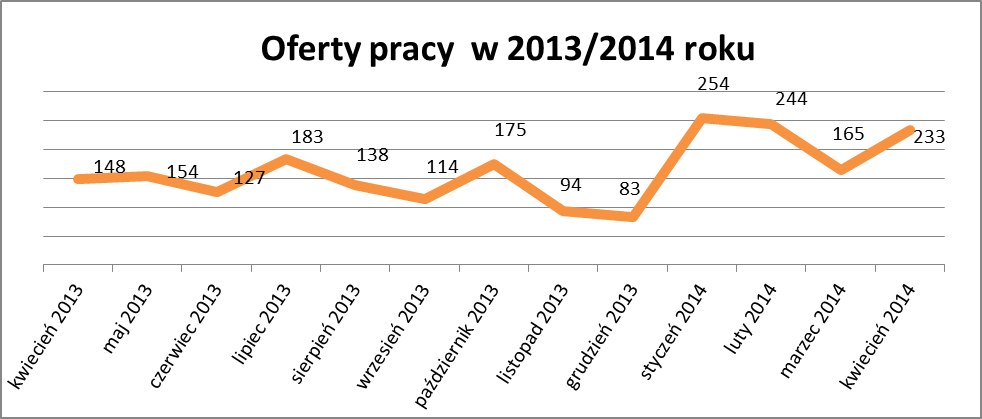 Oferty pracy  w 2013/2014 roku
148
154
127
183
138
114
175
94
83
254
244
165
233
kwiecień 2013
maj 2013
czerwiec 2013
lipiec 2013
sierpień 2013
wrzesień 2013
październik 2013
listopad 2013
grudzień 2013
styczeń 2014
luty 2014
marzec 2014
kwiecień 2014